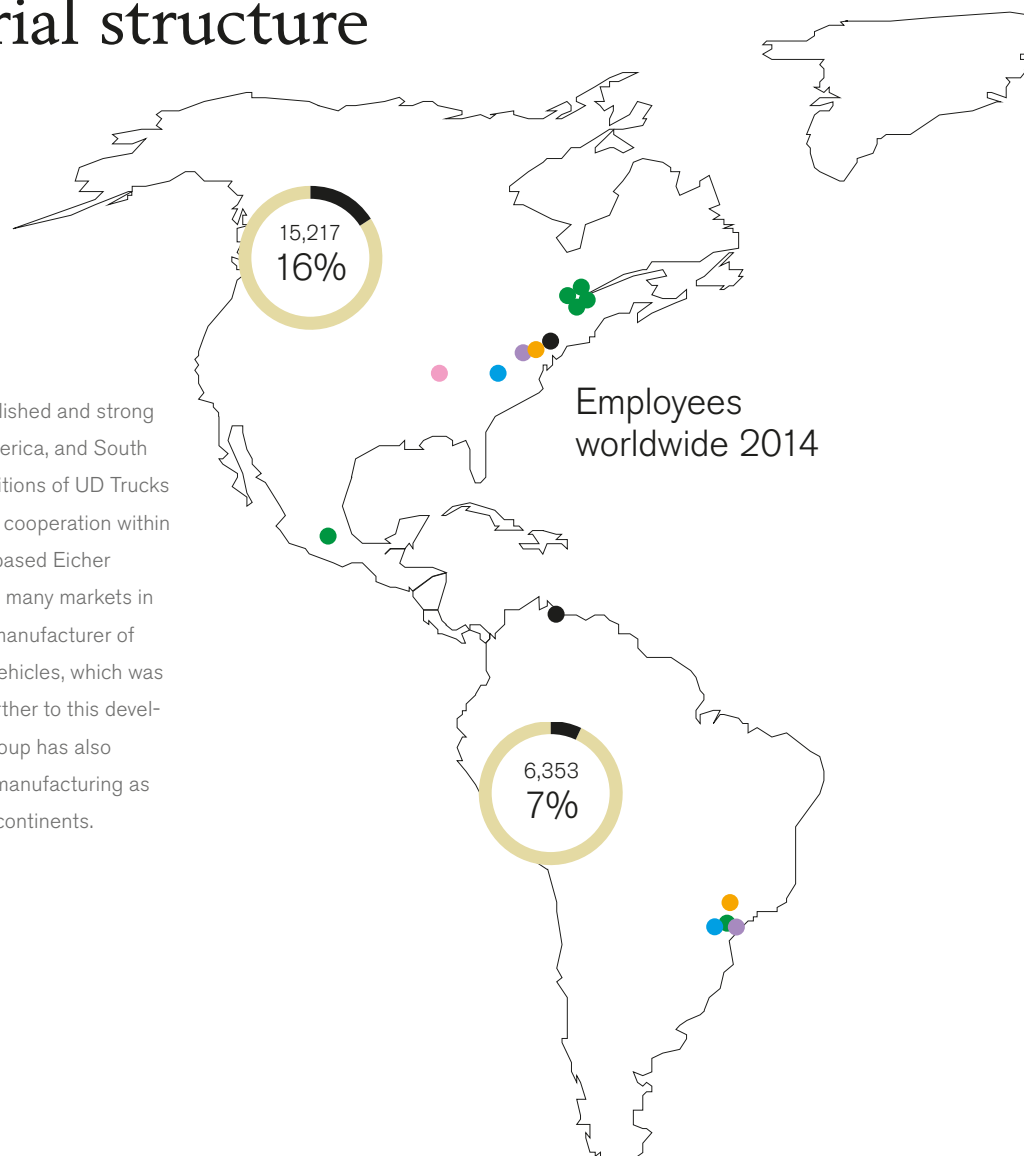 rial structure
15,217
16%
Employees
worldwide 2014
lished and strong
erica, and South
itions of UD Trucks
cooperation within
based Eicher
many markets in
manufacturer of
ehicles, which was
rther to this devel-
oup has also
manufacturing as
continents.
6,353
7%